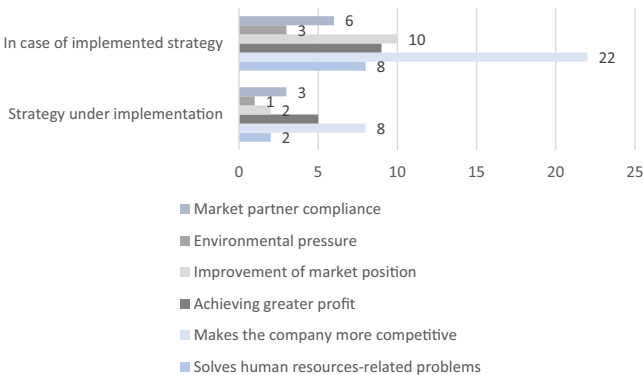 6
3
In case of implemented strategy
10
22
8
3
1
Strategy under implementation
2
8
2
0 5 10 15 20 25
Market partner compliance
Environmental pressure
Improvement of market position
Achieving greater profit
Makes the company more competitive
Solves human resources-related problems